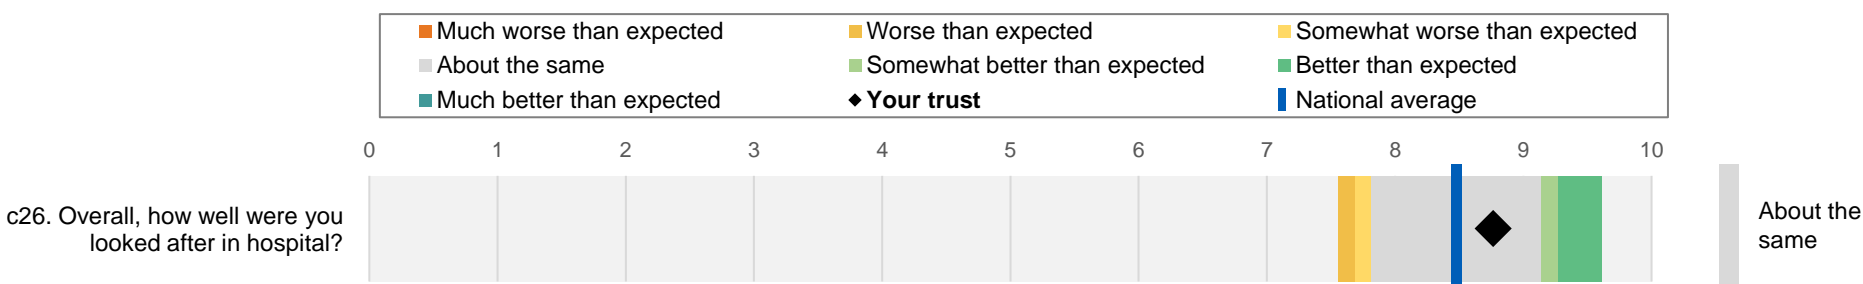 Much worse than expected
Worse than expected
Somewhat worse than expected
About the same
Somewhat better than expected
Better than expected
Much better than expected
Your trust
National average
0 1 2 3 4 5 6 7 8 9 10
c26. Overall, how well were you
looked after in hospital?
About the
same